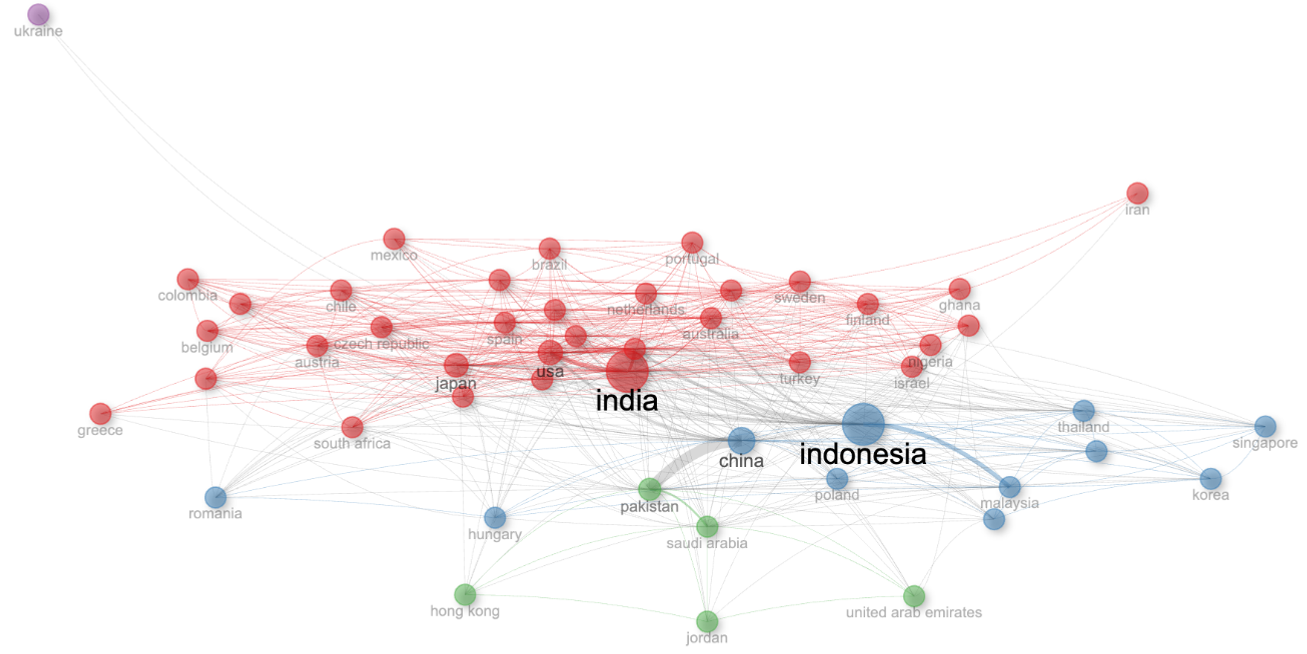 ukraine
iran
mexico
brazil
portugal
colombia
chile
netherlands
sweden
ghana
finland
belgium
czech republic
spain
australia
austria
nigeria
japan
usa
turkey
israel
india
greece
south africa
thailand
singapore
china
indonesia
romania
pakistan
poland
malaysia
korea
hungary
saudi arabia
hong kong
united arab emirates
jordan